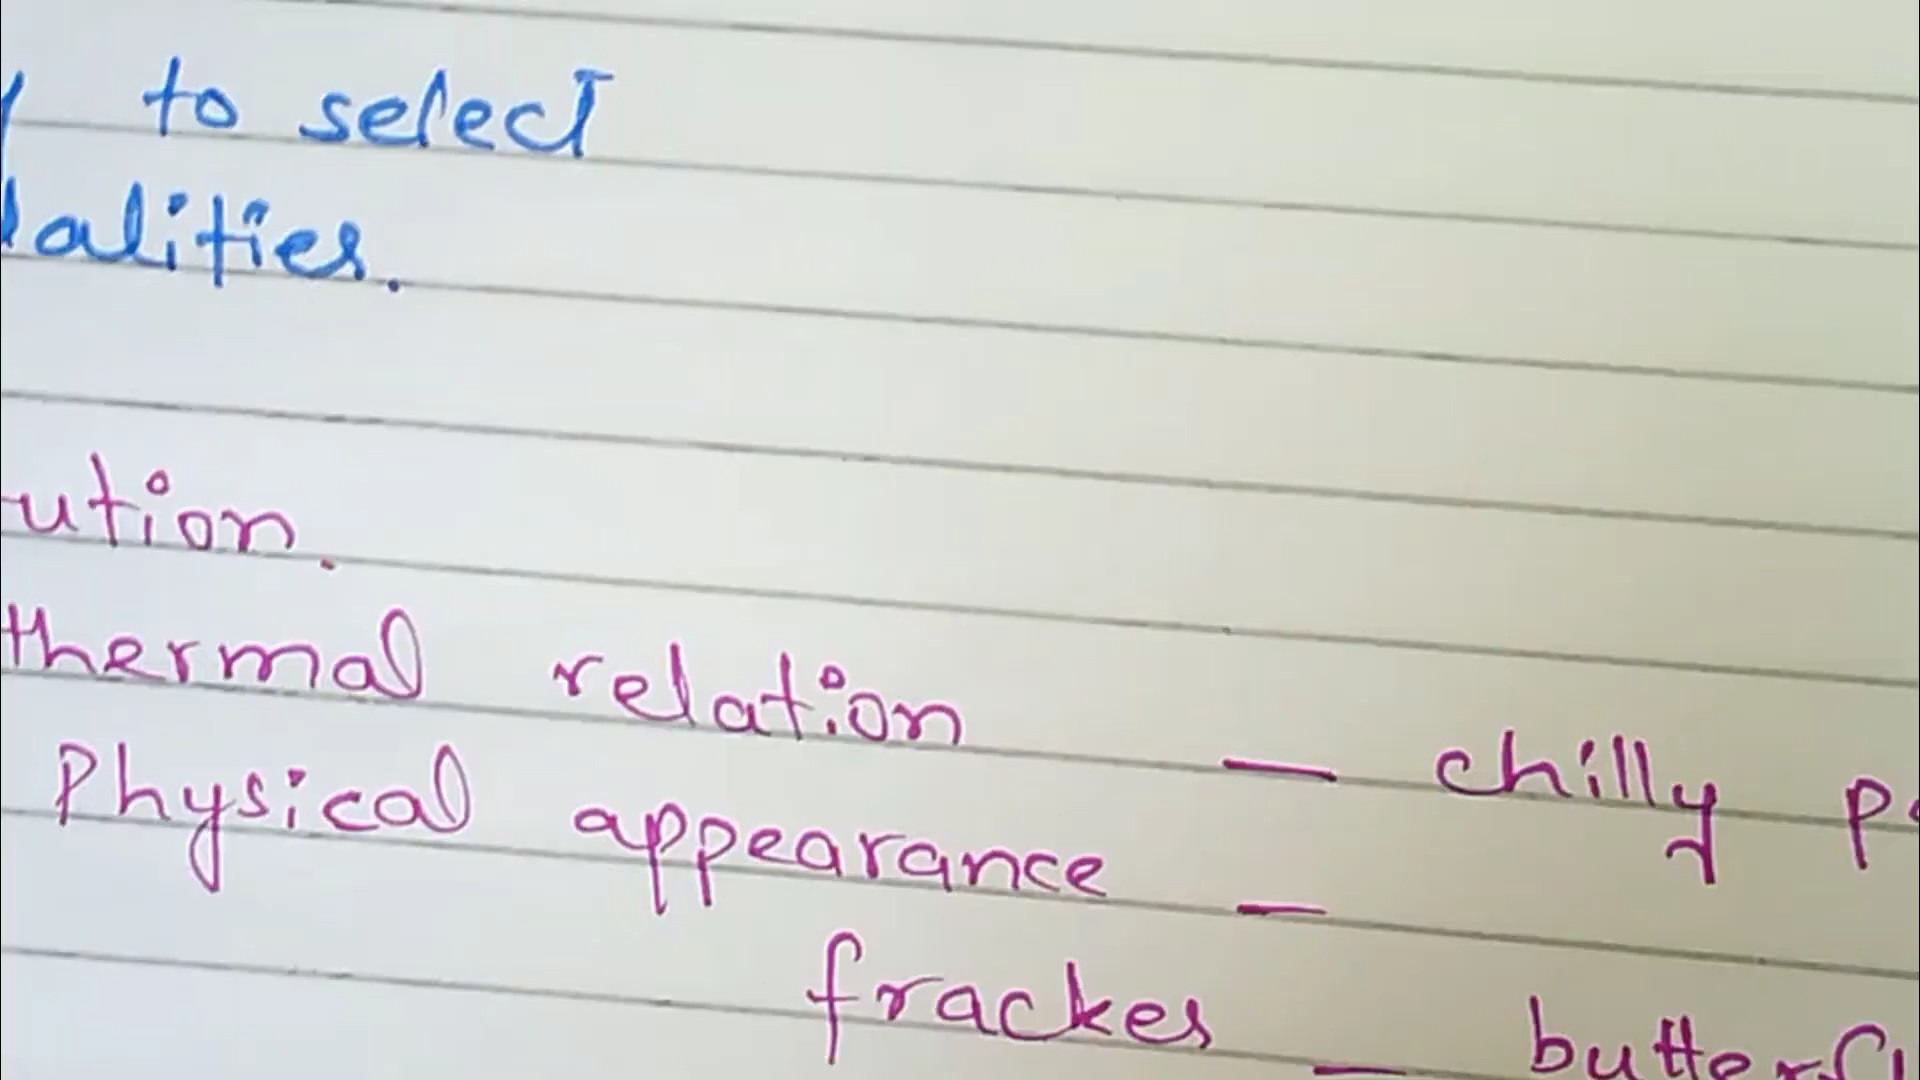 to select
alities.
ution.
thermal relation — chilly
Physical appearance —
frackes —